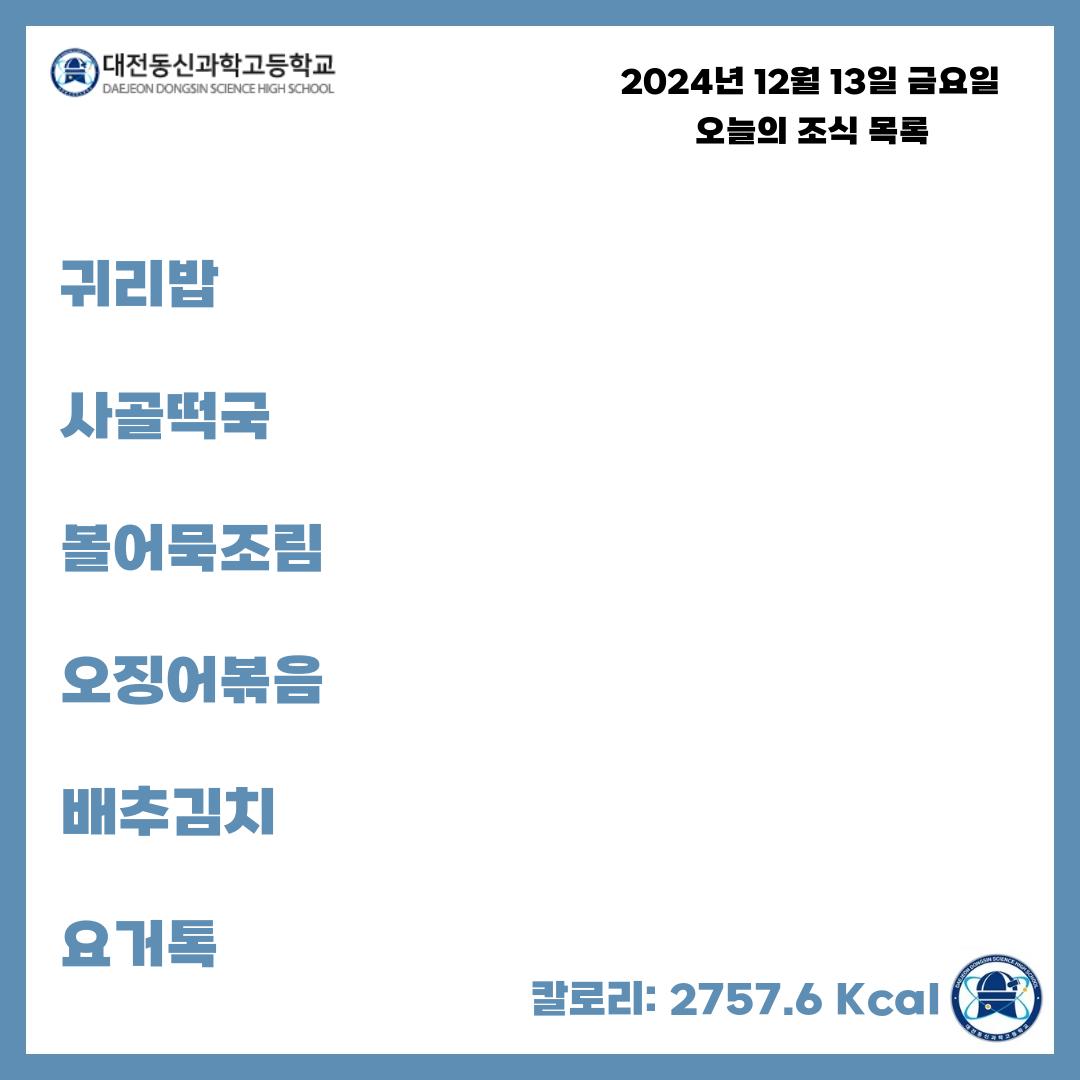 대전동신과학고등학교
DAEJEON DONGSIN SCIENCE HIGH SCHOOL
2024년 12월 13일 금요일
오늘의 조식 목록
귀리밥
사골떡국
볼어묵조림
오징어볶음
배추김치
요거톡
칼로리: 2757.6 Kcal
DAEJEON DONGSIN SCIENCE HIGH SCHOOL
대전동신과학고등학교